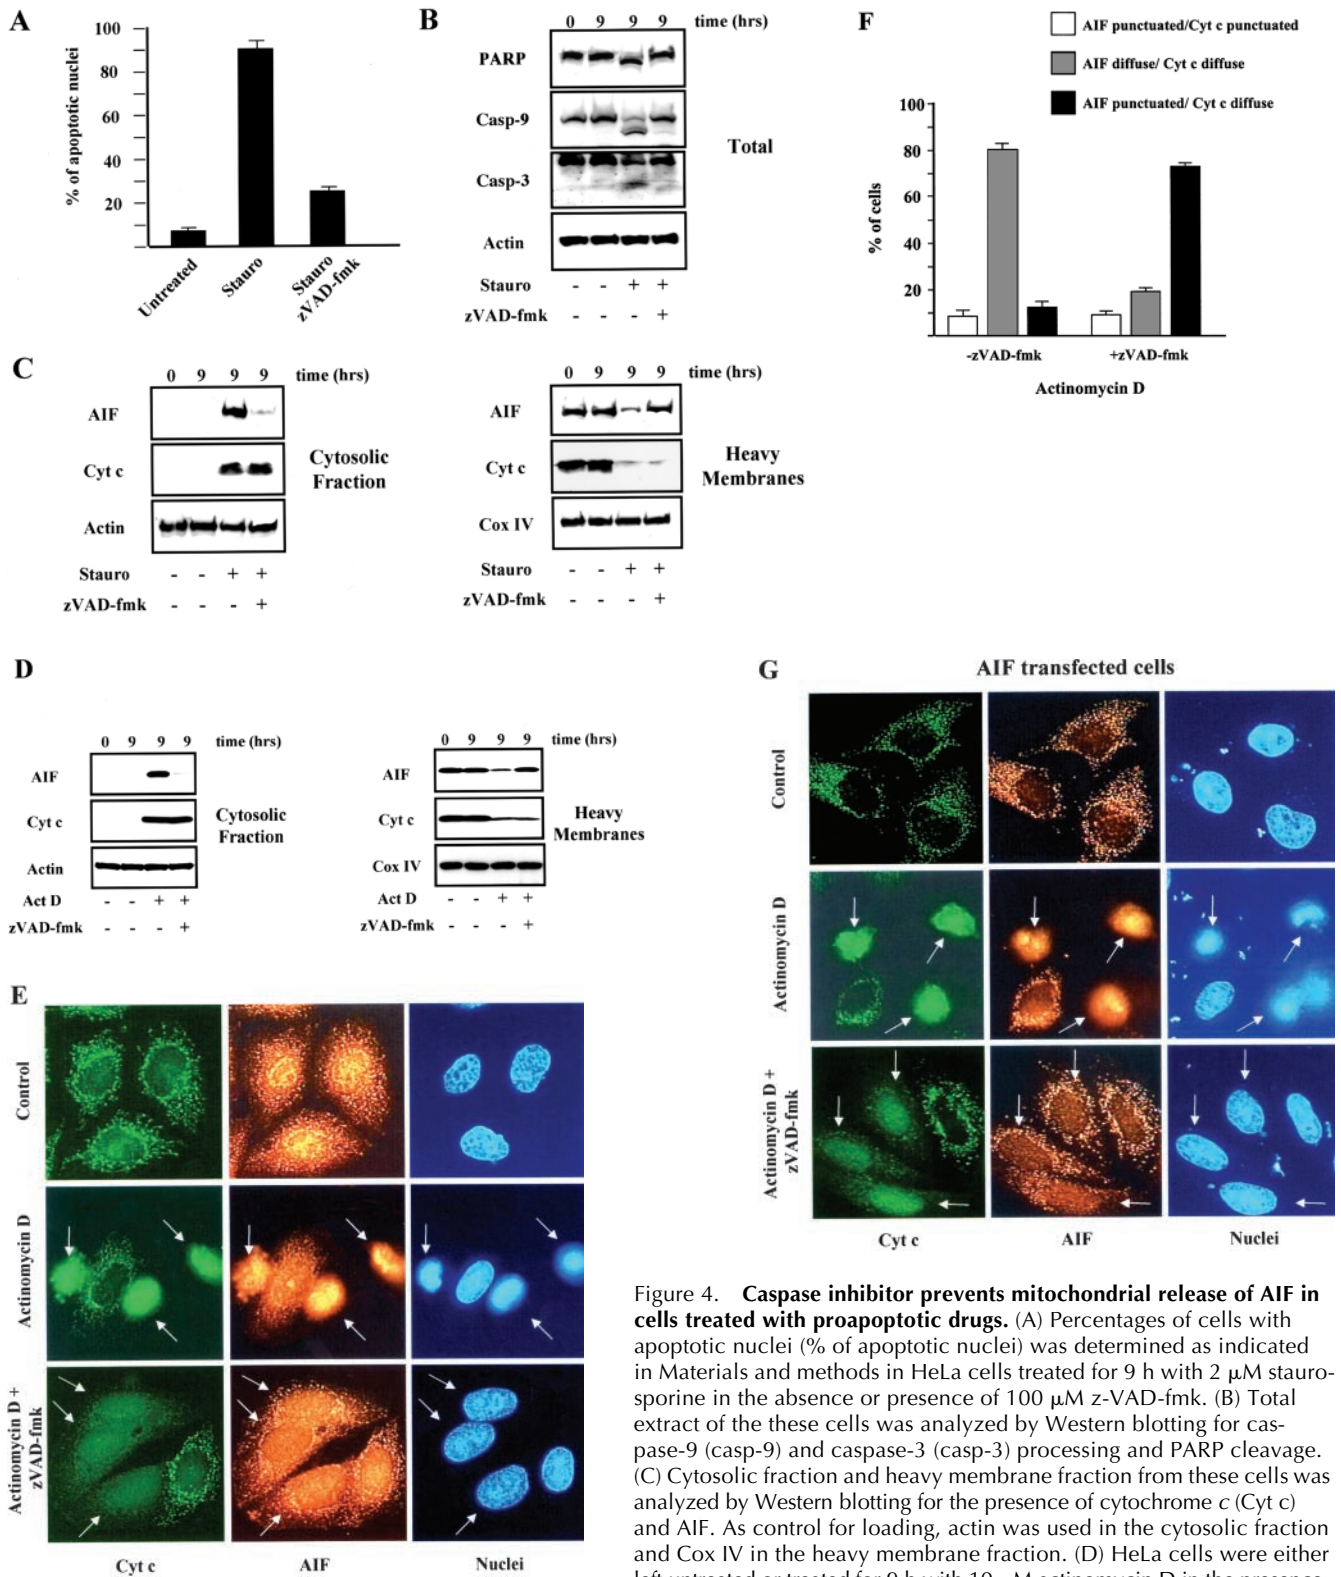 A
100
80
60
40
20
% of apoptotic nuclei
Untreated
Stauro
Stauro
zVAD-fmk
B
0 9 9 9 time (hrs)
PARP
Casp-9
Casp-3
Actin
Total
Stauro - - + +
zVAD-fmk - - - +
C
0 9 9 9 time (hrs)
AIF
Cyt c
Actin
Cytosolic
Fraction
Stauro - - + +
zVAD-fmk - - - +
0 9 9 9 time (hrs)
AIF
Cyt c
Cox IV
Heavy
Membranes
Stauro - - + +
zVAD-fmk - - - +
D
0 9 9 9 time (hrs)
AIF
Cyt c
Actin
Cytosolic
Fraction
Act D - - + +
zVAD-fmk - - - +
0 9 9 9 time (hrs)
AIF
Cyt c
Cox IV
Heavy
Membranes
Act D - - + +
zVAD-fmk - - - +
E
Control
Actinomycin D
Actinomycin D +
zVAD-fmk
Cyt c AIF Nuclei
F
AIF punctuated/Cyt c punctuated
AIF diffuse/ Cyt c diffuse
AIF punctuated/ Cyt c diffuse
100
80
60
40
20
% of cells
-zVAD-fmk +zVAD-fmk
Actinomycin D
G
AIF transfected cells
Control
Actinomycin D
Actinomycin D +
zVAD-fmk
Cyt c AIF Nuclei
Figure 4. Caspase inhibitor prevents mitochondrial release of AIF in
cells treated with proapoptotic drugs. (A) Percentages of cells with
apoptotic nuclei (% of apoptotic nuclei) was determined as indicated
in Materials and methods in HeLa cells treated for 9 h with 2 μM stauro-
sporine in the absence or presence of 100 μM z-VAD-fmk. (B) Total
extract of the these cells was analyzed by Western blotting for cas-
pase-9 (casp-9) and caspase-3 (casp-3) processing and PARP cleavage.
(C) Cytosolic fraction and heavy membrane fraction from these cells was
analyzed by Western blotting for the presence of cytochrome c (Cyt c)
and AIF. As control for loading, actin was used in the cytosolic fraction
and Cox IV in the heavy membrane fraction. (D) HeLa cells were either
left untreated or treated for 9 h with 10 μM actinomycin D in the presence